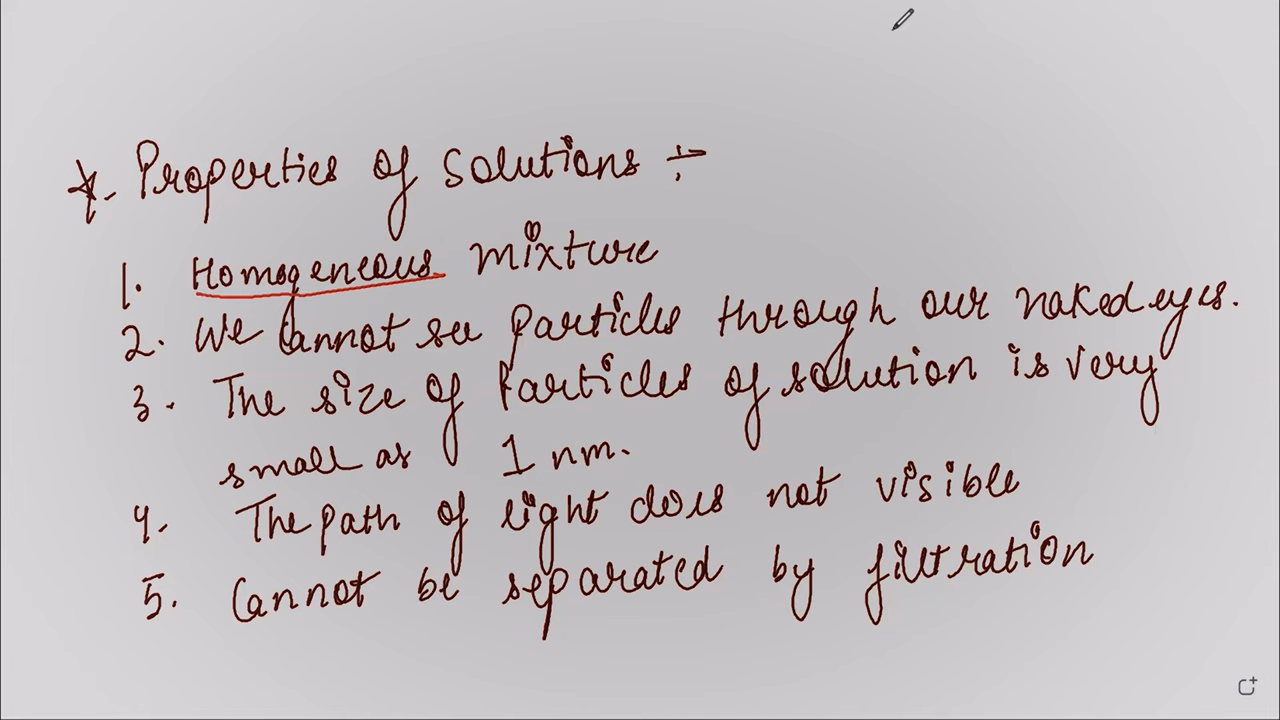 *. Properties of Solutions :-
1. Homogeneous mixture
2. We cannot see particles through our naked eyes.
3. The size of Particles of solution is very
small as 1 nm.
4. The path of light does not visible
5. Cannot be separated by filtration